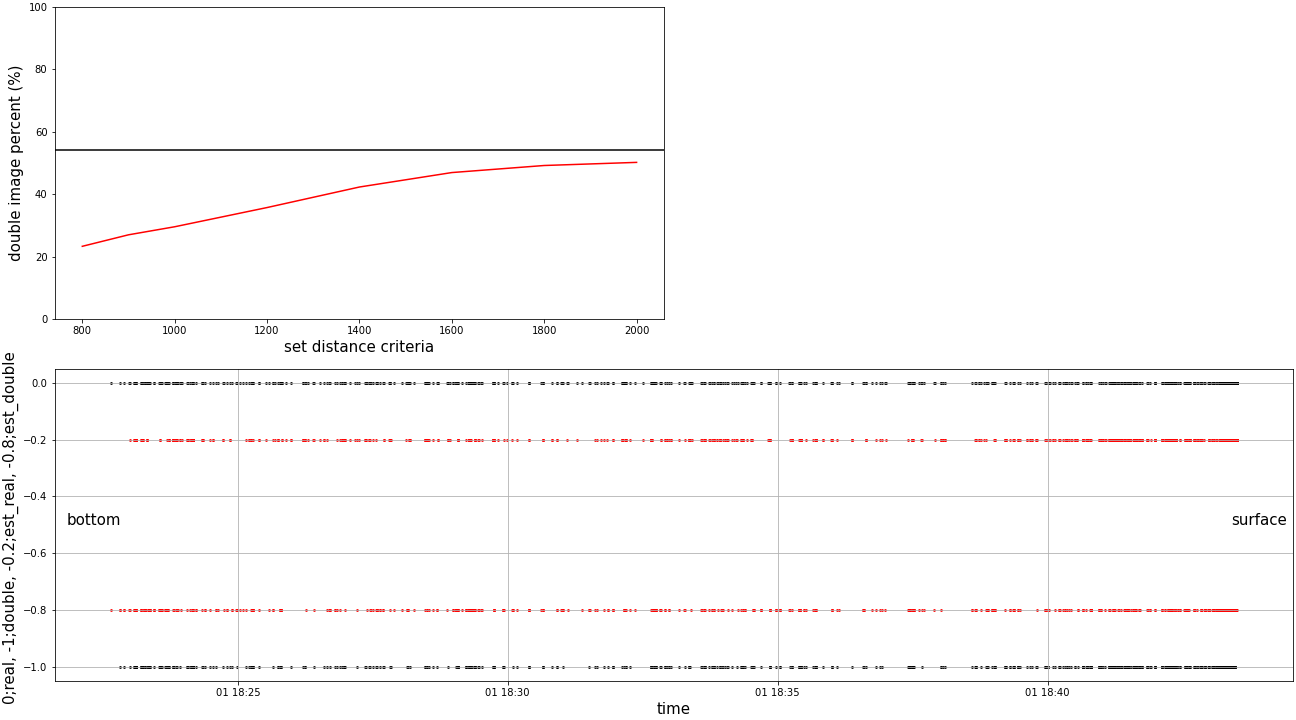 100
80
60
40
20
0
double image percent (%)
800 1000 1200 1400 1600 1800 2000
set distance criteria
0;real, -1;double, -0.2;est_real, -0.8;est_double
0.0
−0.2
−0.4
bottom surface
−0.6
−0.8
−1.0
01 18:25 01 18:30 01 18:35 01 18:40
time